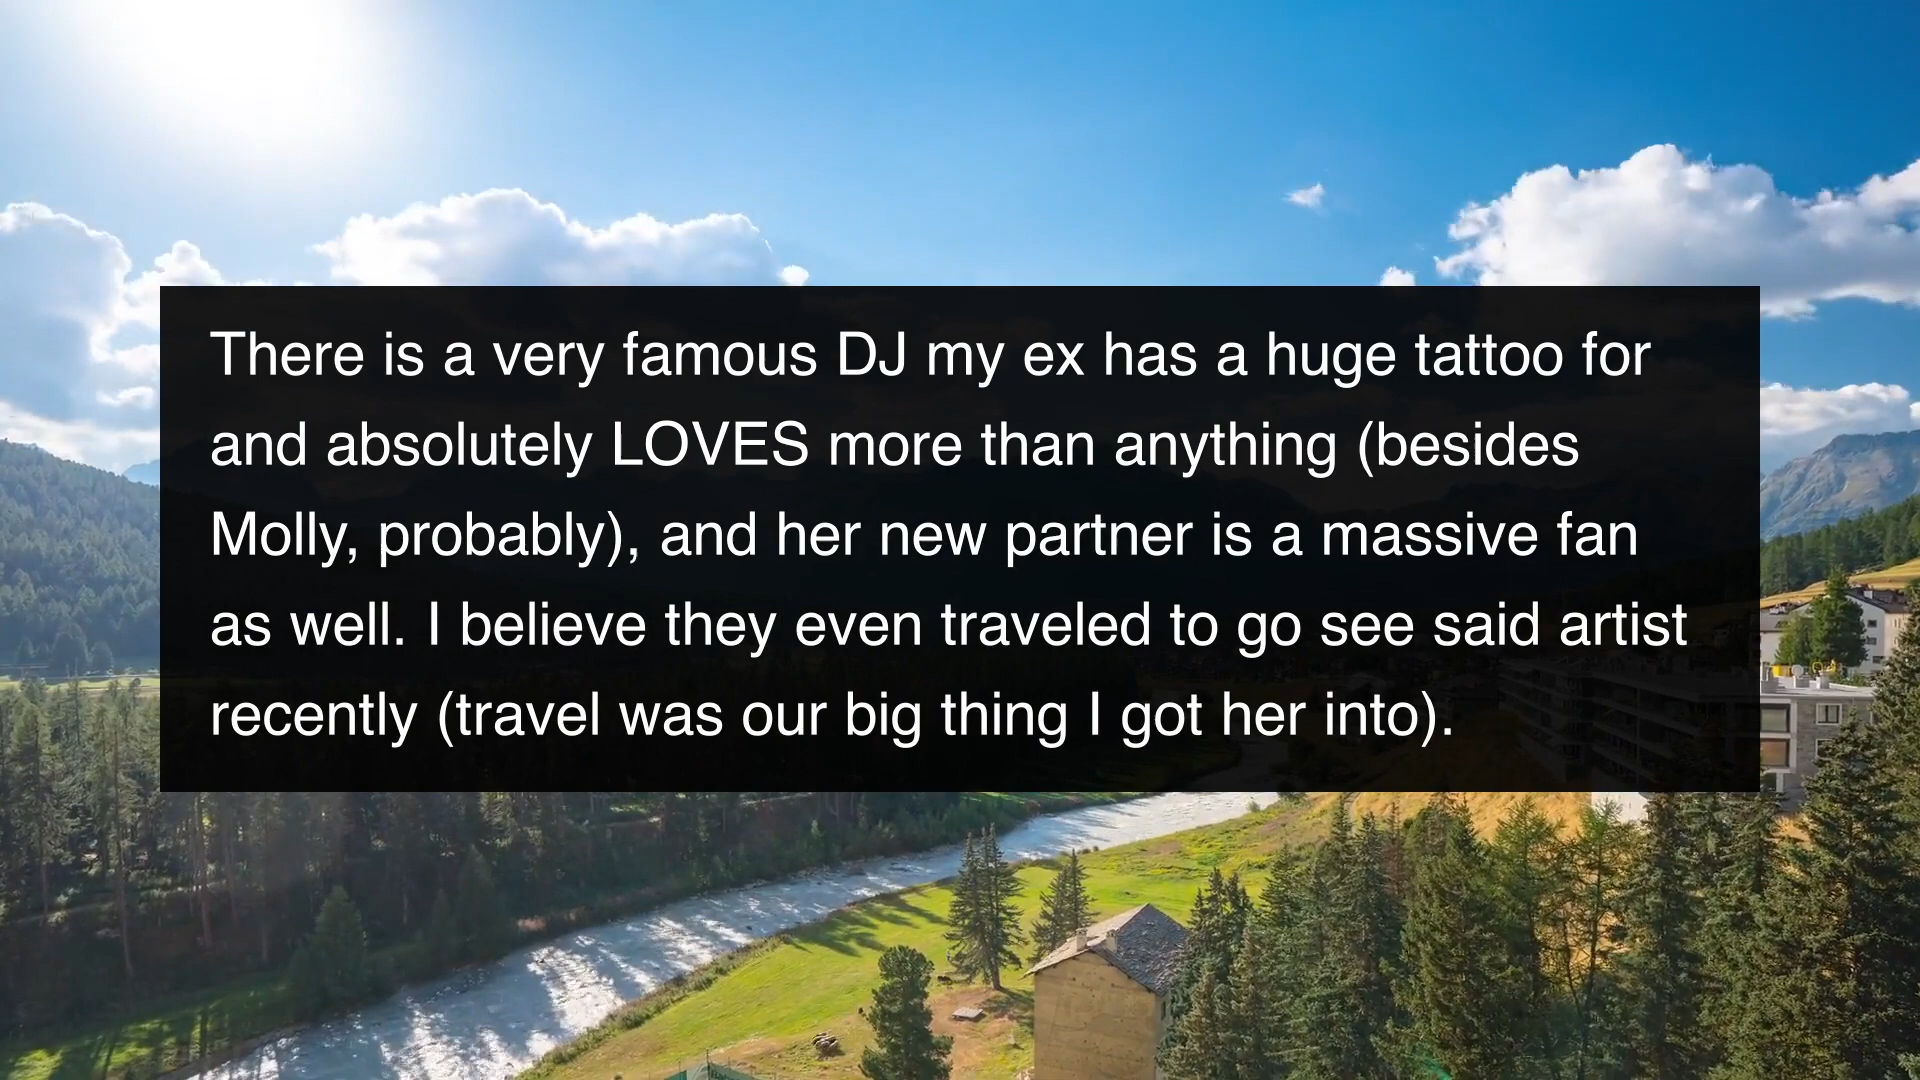 There is a very famous DJ my ex has a huge tattoo for
and absolutely LOVES more than anything (besides
Molly, probably), and her new partner is a massive fan
as well. I believe they even traveled to go see said artist
recently (travel was our big thing I got her into).